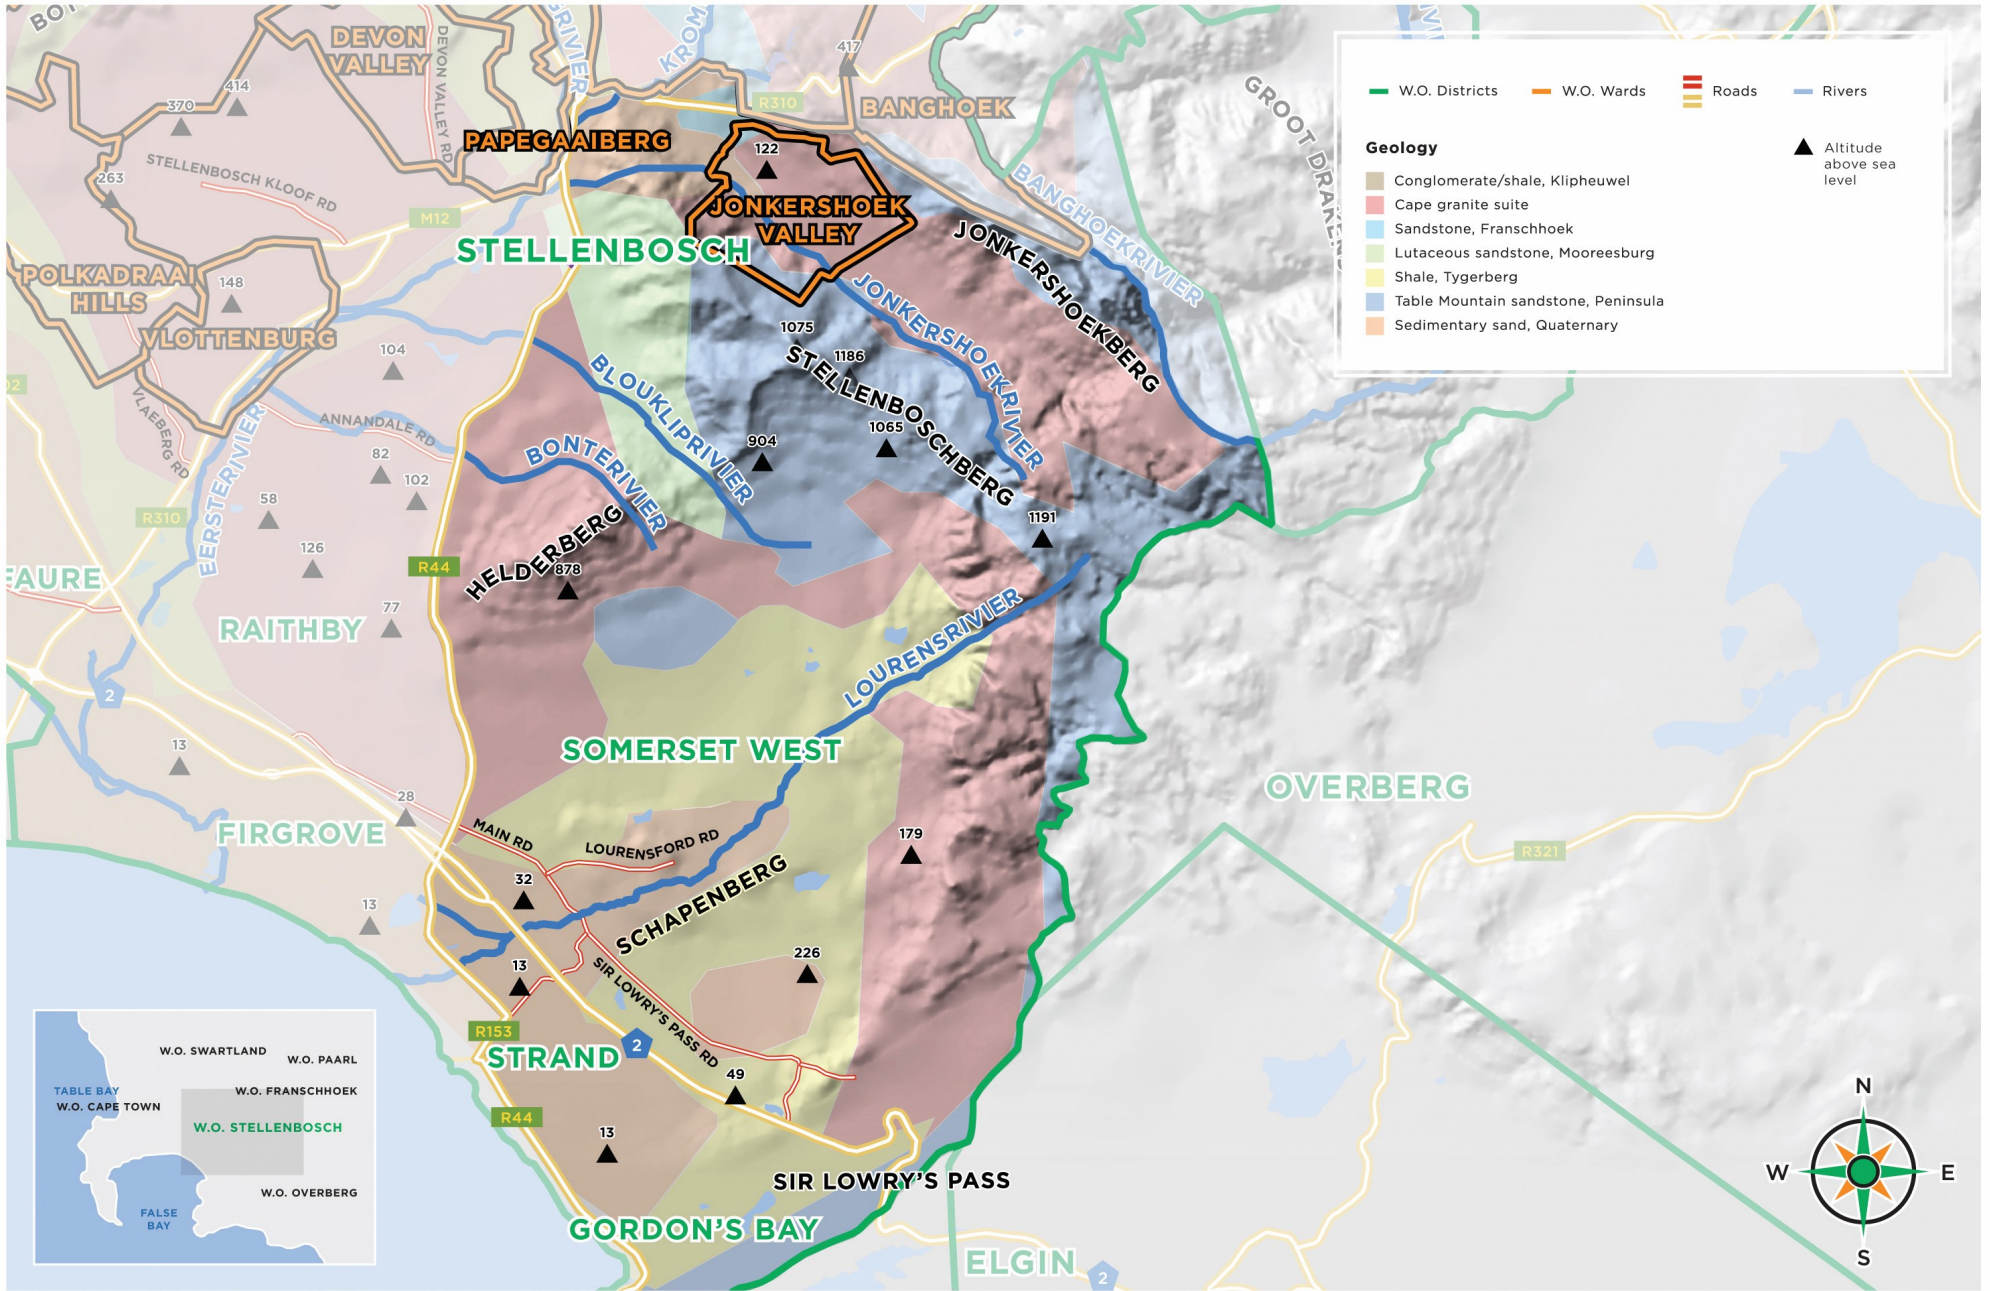 BOT
DEVON
VALLEY
DEVON VALLEY RD
RIVIER
KROM
417
BANGHOEK
R310
414
370
PAPEGAAIBERG
122
STELLENBOSCH KLOOF RD
263
M12
JONKERSHOEK
VALLEY
STELLENBOSCH
BANGHOEKRIVIER
GROOT DRAKEN
JONKERSHOEKBERG
POLKADRAAI
HILLS
148
VLOTTENBURG
104
JONKERSHOEKRIVIER
1075
1186
STELLENBOSCHBERG
BLOUKLIPRIVIER
VLAEBERG RD
ANNANDALE RD
1065
904
BONTERIVIER
82
102
58
R310
EERSTERIVIER
126
1191
HELDERBERG
878
R44
FAURE
77
RAITHBY
LOURENSRIVIER
2
13
SOMERSET WEST
OVERBERG
28
FIRGROVE
MAIN RD
LOURENSFORD RD
179
R321
32
SCHAPENBERG
13
226
13
SIR LOWRY'S PASS RD
R153
STRAND
2
49
R44
13
SIR LOWRY'S PASS
GORDON'S BAY
ELGIN
2
W.O. Districts
W.O. Wards
Roads
Rivers
Geology
Conglomerate/shale, Klipheuwel
Cape granite suite
Sandstone, Franschhoek
Lutaceous sandstone, Mooreesburg
Shale, Tygerberg
Table Mountain sandstone, Peninsula
Sedimentary sand, Quaternary
Altitude
above sea
level
W.O. SWARTLAND
W.O. PAARL
TABLE BAY
W.O. FRANSCHHOEK
W.O. CAPE TOWN
W.O. STELLENBOSCH
W.O. OVERBERG
FALSE
BAY
N
W
E
S